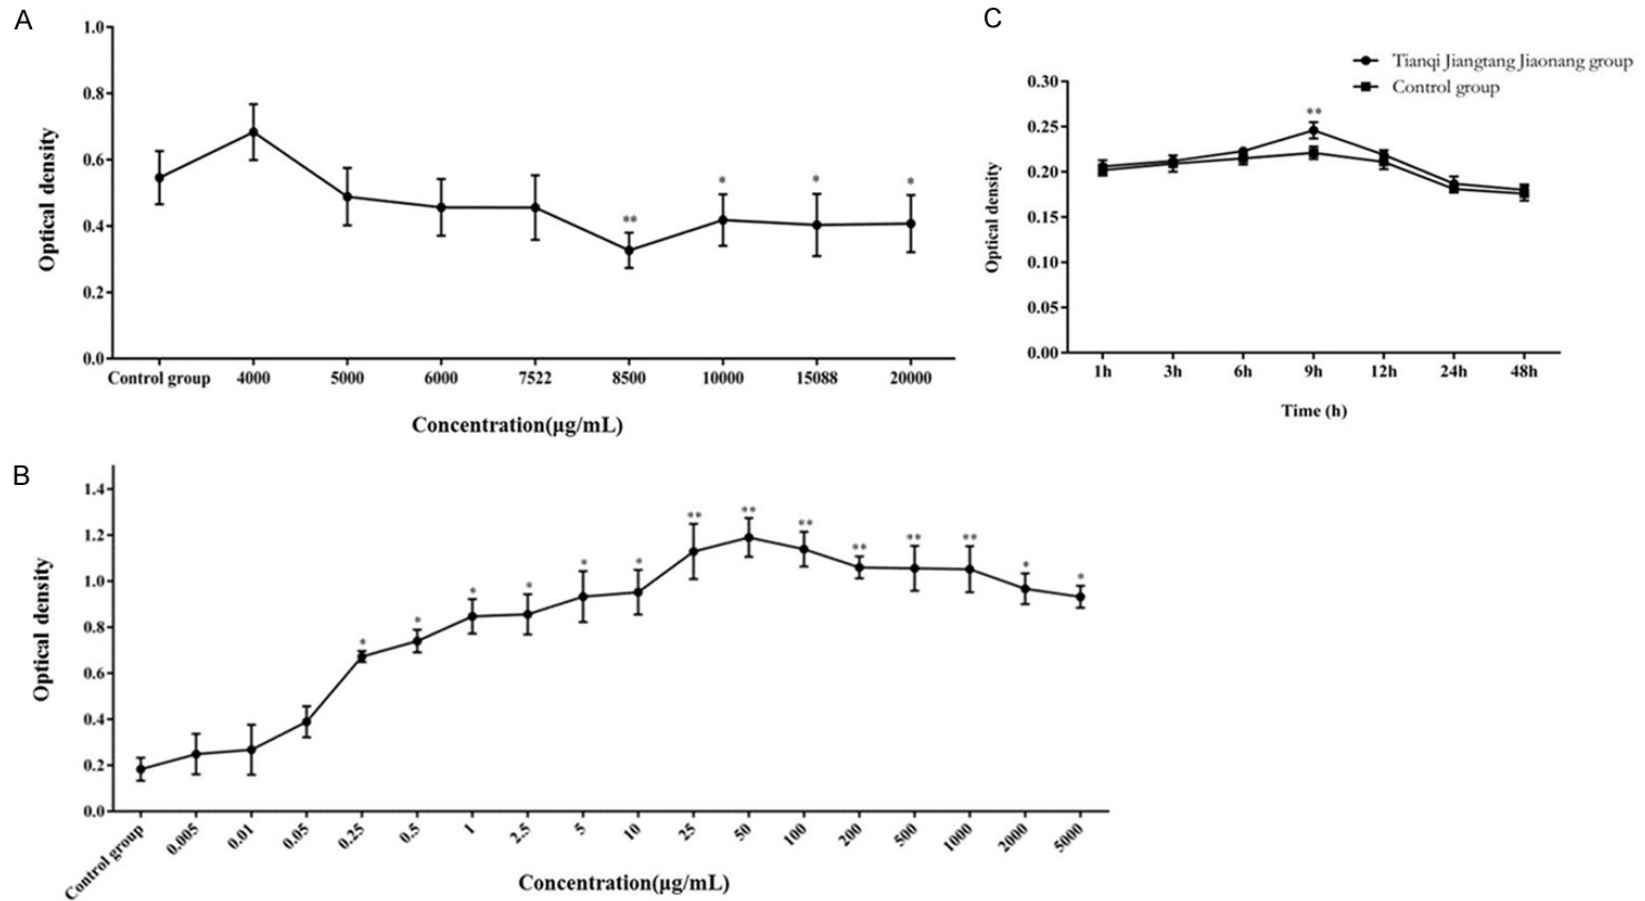 A
1.0
0.8
0.6
0.4
0.2
0.0
Optical density
**
*
*
*
Control group 4000 5000 6000 7522 8500 10000 15088 20000
Concentration(µg/mL)
C
Tianqi Jiangtang Jiaonang group
Control group
0.30
0.25
0.20
0.15
0.10
0.05
0.00
Optical density
**
1h 3h 6h 9h 12h 24h 48h
Time (h)
B
1.4
1.2
1.0
0.8
0.6
0.4
0.2
0.0
Optical density
* * * * * * ** ** ** ** ** ** * *
Control group 0.005 0.01 0.05 0.25 0.5 1 2.5 5 10 25 50 100 200 500 1000 2000 5000
Concentration(µg/mL)